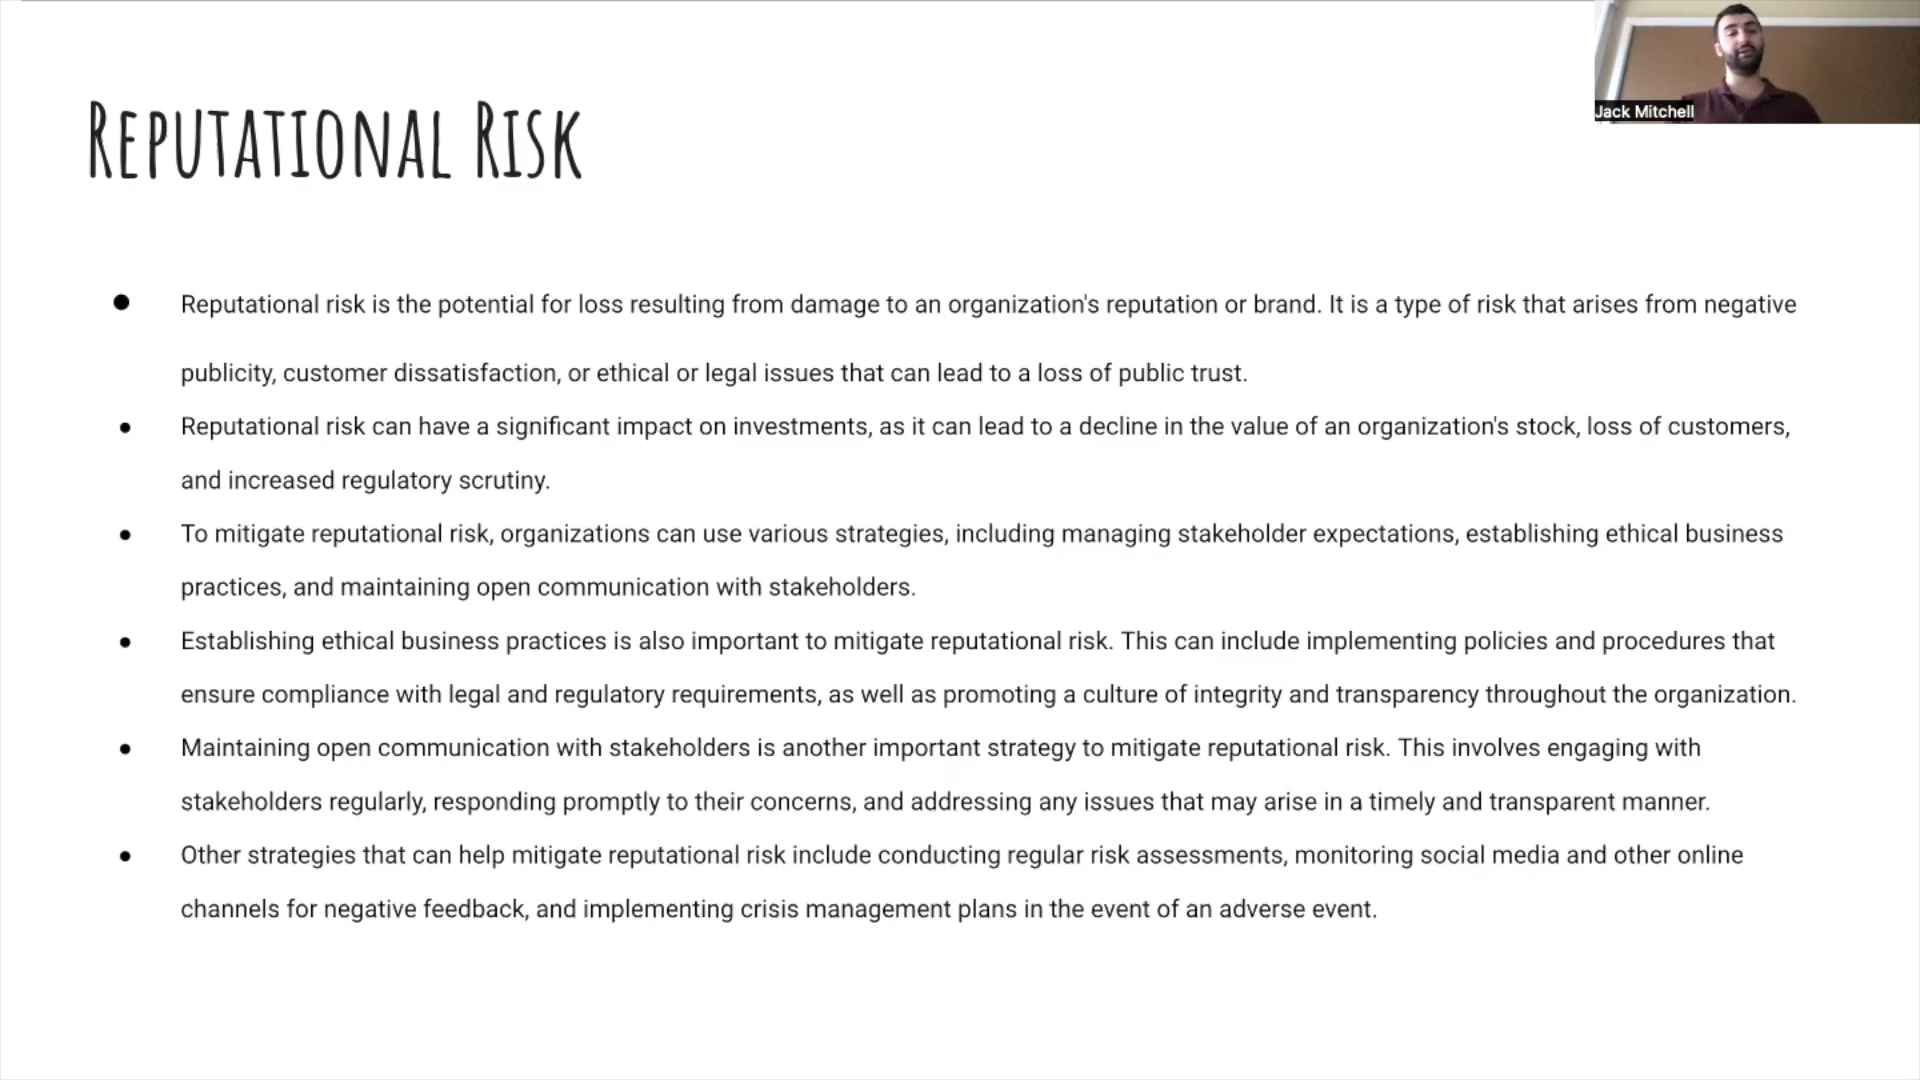 Jack Mitchell
REPUTATIONAL RISK
● Reputational risk is the potential for loss resulting from damage to an organization's reputation or brand. It is a type of risk that arises from negative
publicity, customer dissatisfaction, or ethical or legal issues that can lead to a loss of public trust.
● Reputational risk can have a significant impact on investments, as it can lead to a decline in the value of an organization's stock, loss of customers,
and increased regulatory scrutiny.
● To mitigate reputational risk, organizations can use various strategies, including managing stakeholder expectations, establishing ethical business
practices, and maintaining open communication with stakeholders.
● Establishing ethical business practices is also important to mitigate reputational risk. This can include implementing policies and procedures that
ensure compliance with legal and regulatory requirements, as well as promoting a culture of integrity and transparency throughout the organization.
● Maintaining open communication with stakeholders is another important strategy to mitigate reputational risk. This involves engaging with
stakeholders regularly, responding promptly to their concerns, and addressing any issues that may arise in a timely and transparent manner.
● Other strategies that can help mitigate reputational risk include conducting regular risk assessments, monitoring social media and other online
channels for negative feedback, and implementing crisis management plans in the event of an adverse event.